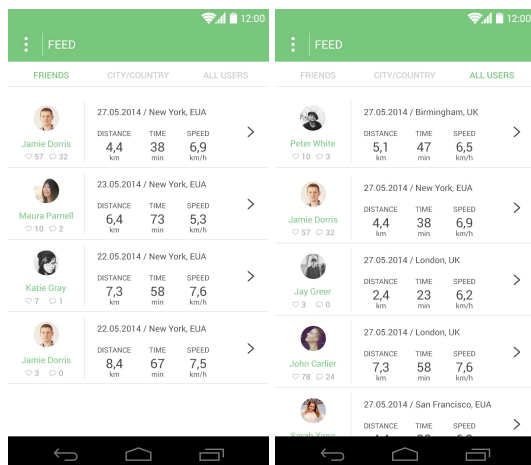 12:00
FEED
FRIENDS CITY/COUNTRY ALL USERS
27.05.2014 / New York, EUA
DISTANCE TIME SPEED
Jamie Dorris 4,4 38 6,9
km min km/h
57 32
23.05.2014 / New York, EUA
DISTANCE TIME SPEED
Maura Parnell 6,4 73 5,3
km min km/h
10 2
22.05.2014 / New York, EUA
DISTANCE TIME SPEED
Katie Gray 7,3 58 7,6
km min km/h
7 1
22.05.2014 / New York, EUA
DISTANCE TIME SPEED
Jamie Dorris 8,4 67 7,5
km min km/h
3 0
12:00
FEED
FRIENDS CITY/COUNTRY ALL USERS
27.05.2014 / Birmingham, UK
DISTANCE TIME SPEED
Peter White 5,1 47 6,5
km min km/h
10 3
27.05.2014 / New York, EUA
DISTANCE TIME SPEED
Jamie Dorris 4,4 38 6,9
km min km/h
57 32
27.05.2014 / London, UK
DISTANCE TIME SPEED
Jay Greer 2,4 23 6,2
km min km/h
3 0
27.05.2014 / London, UK
DISTANCE TIME SPEED
John Carlier 7,3 58 7,6
km min km/h
78 24
27.05.2014 / San Francisco, EUA
DISTANCE TIME SPEED
Sarah